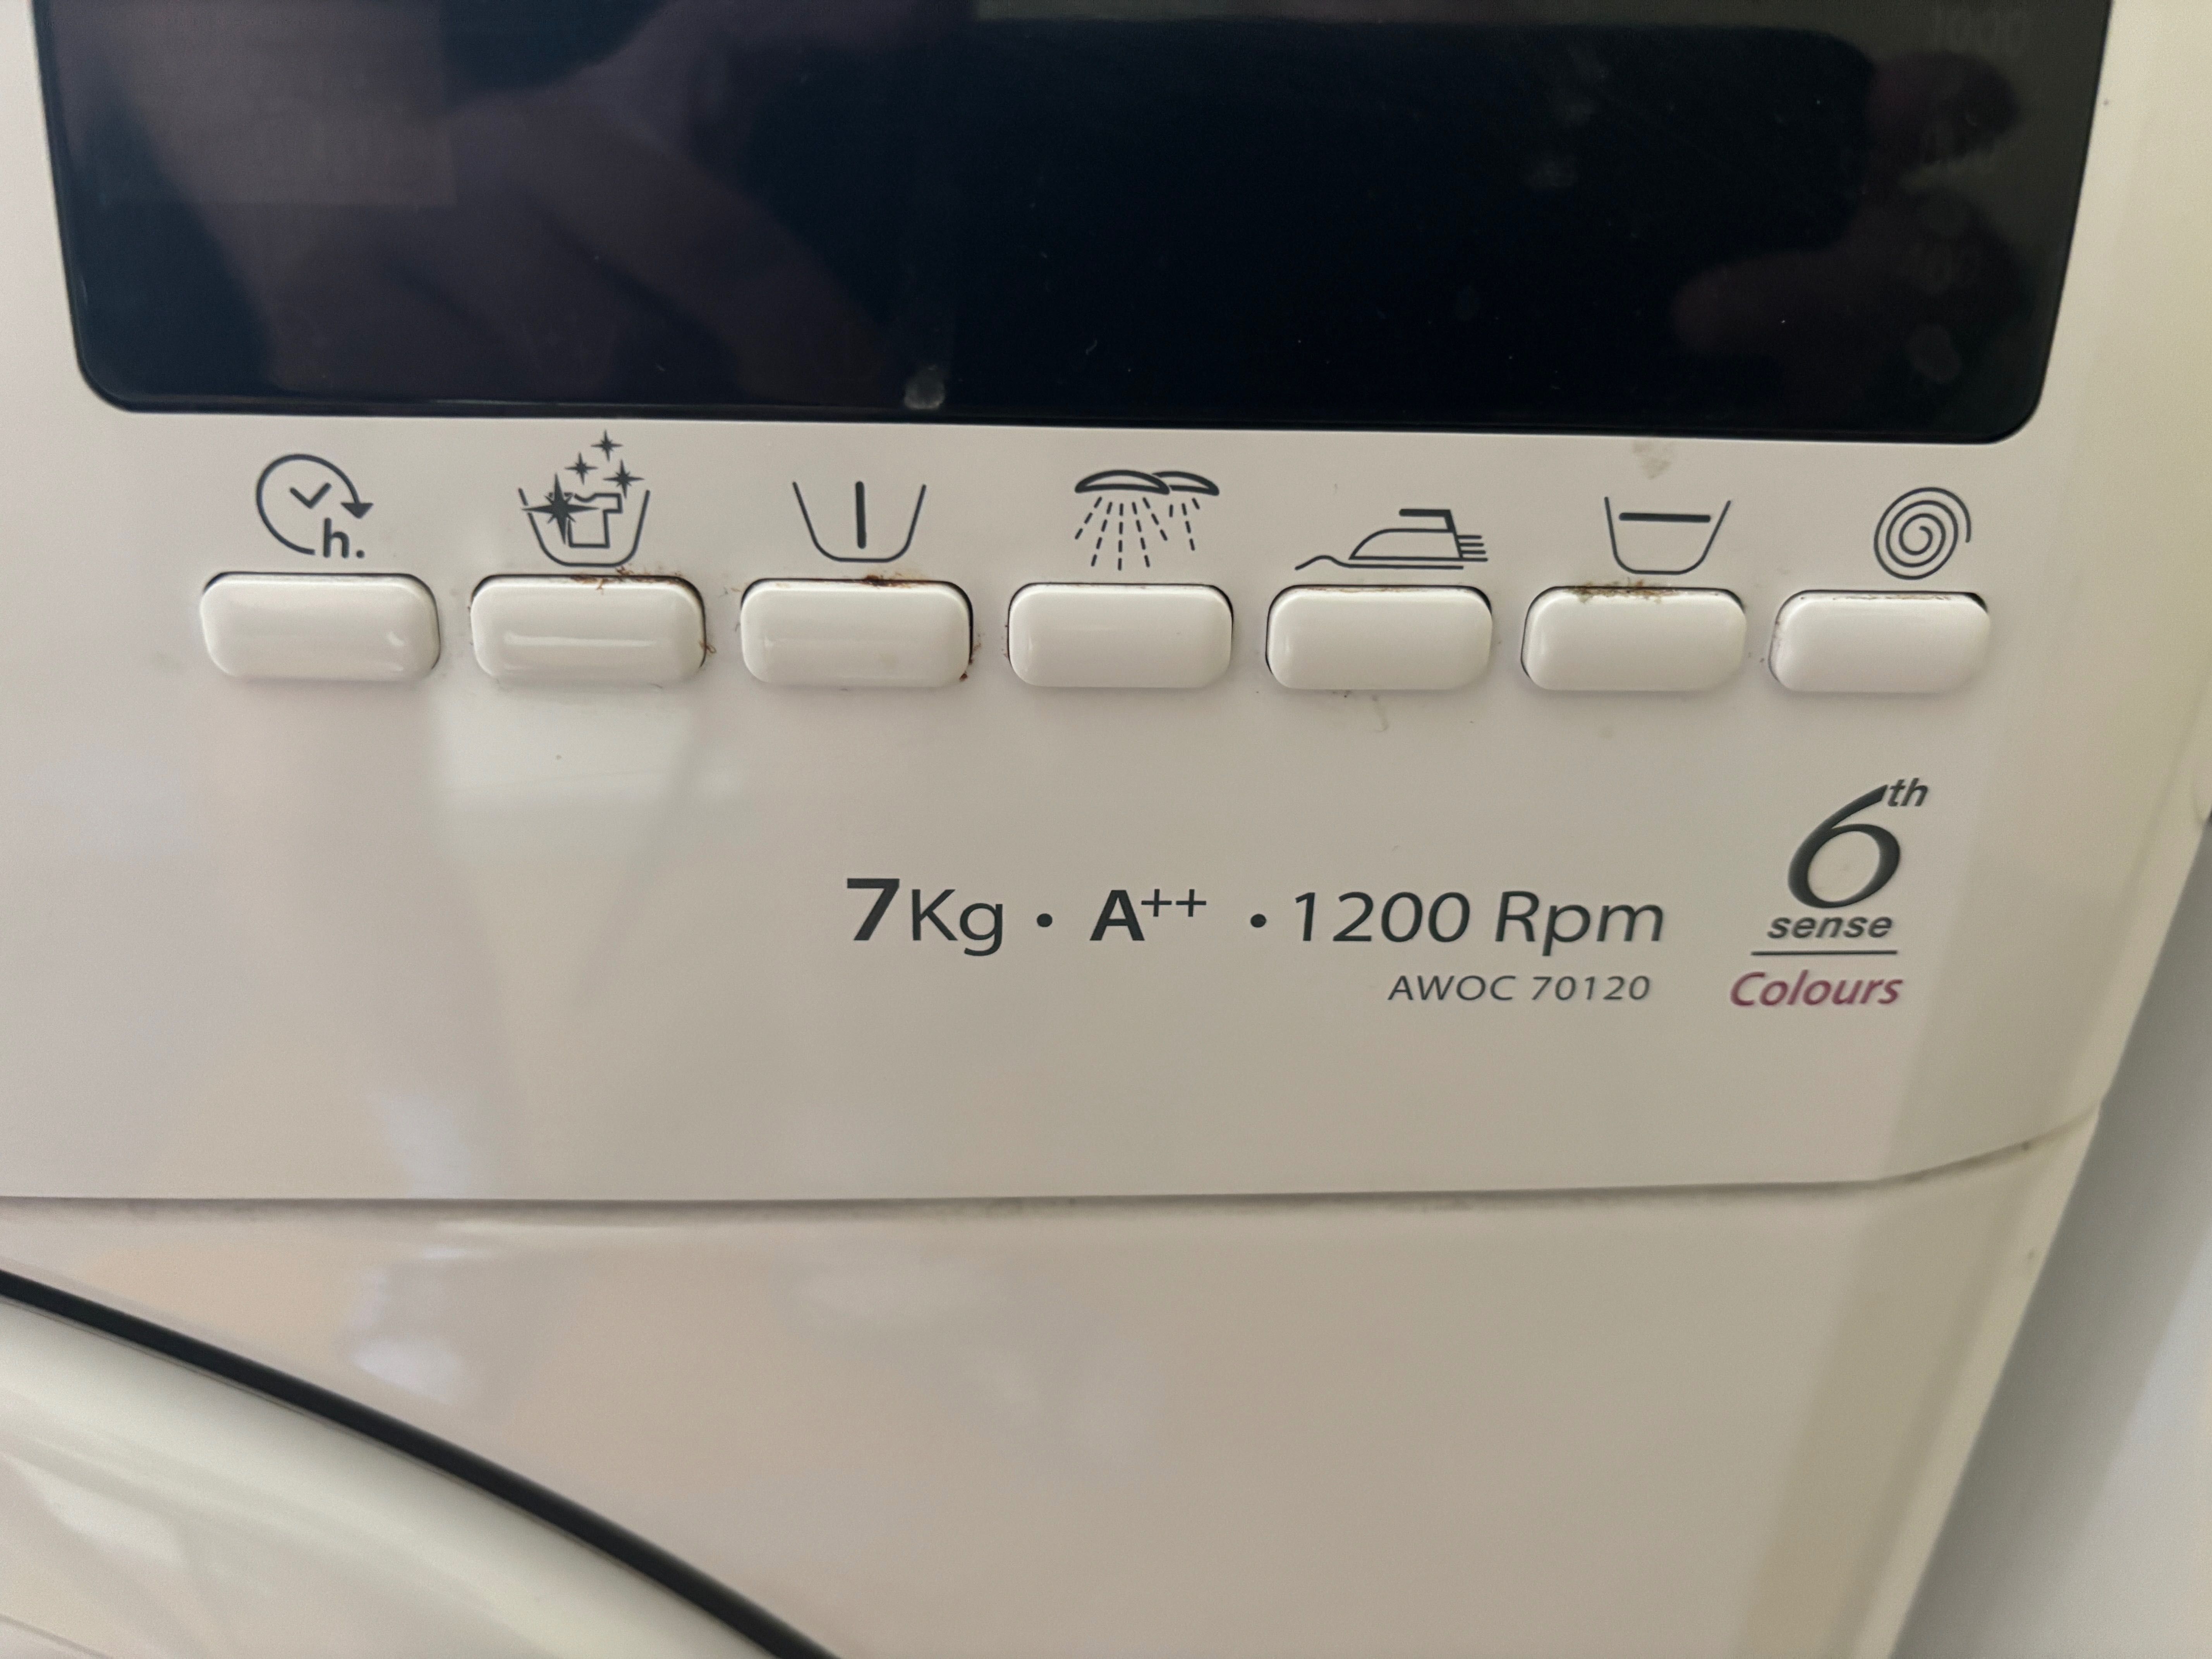 h.
6th
sense
7Kg • A++ • 1200 Rpm
AWOC 70120
Colours